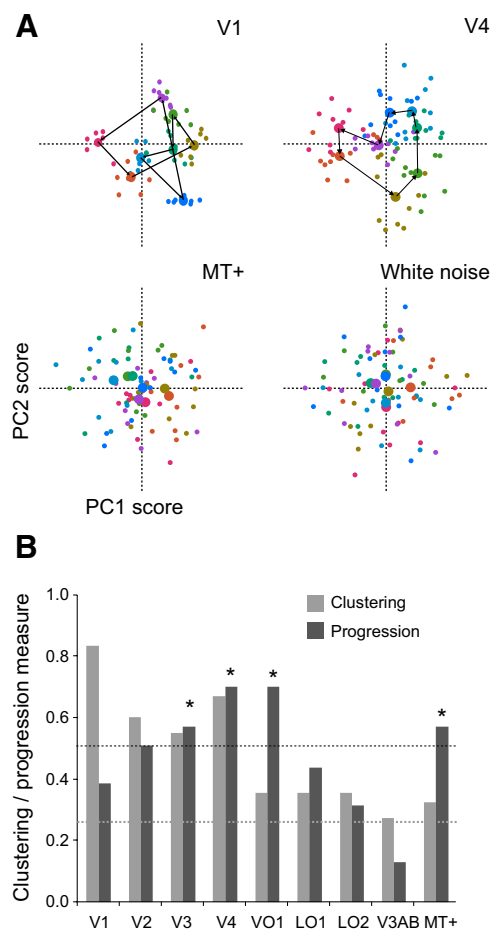 A
V1
V4
MT+
White noise
PC2 score
PC1 score
B
Clustering / progression measure
1.0
0.8
0.6
0.4
0.2
0.0
Clustering
Progression
* * * *
V1 V2 V3 V4 VO1 LO1 LO2 V3AB MT+